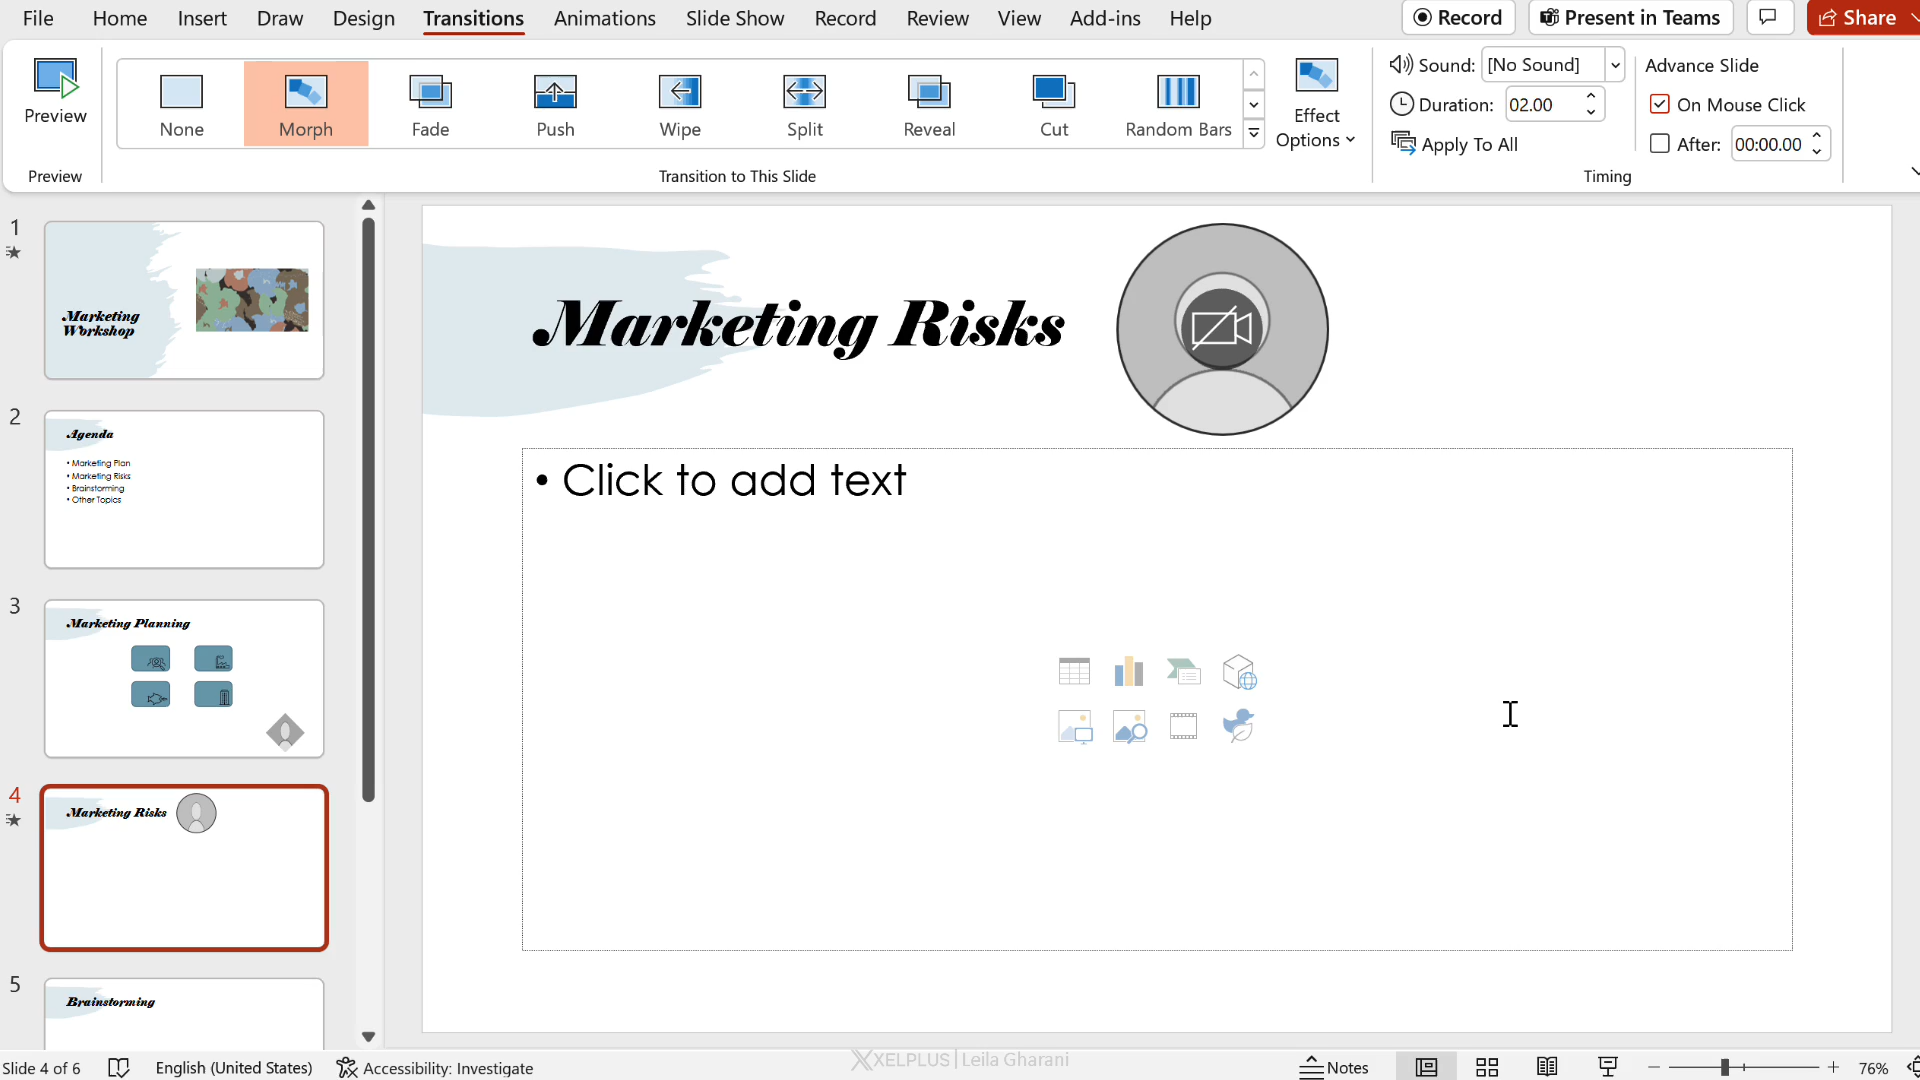 File Home Insert Draw Design Transitions Animations Slide Show Record Review View Add-ins Help Record Present in Teams Share
Preview
None
Morph
Fade
Push
Wipe
Split
Reveal
Cut
Random Bars
Effect
Options
Sound: [No Sound]
Duration: 02.00
Apply To All
Advance Slide
On Mouse Click
After: 00:00.00
Preview
Transition to This Slide
Timing
1
Marketing
Workshop
2
Agenda
• Marketing Plan
• Marketing Risks
• Brainstorming
• Other Topics
3
Marketing Planning
4
Marketing Risks
5
Brainstorming
Marketing Risks
• Click to add text
Slide 4 of 6 English (United States) Accessibility: Investigate
XELPLUS | Leila Gharani
Notes
76%